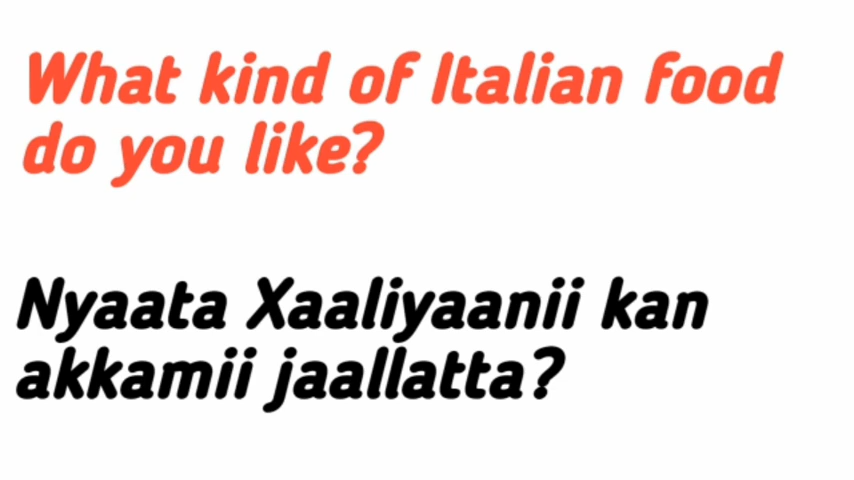 What kind of Italian food
do you like?
Nyaata Xaaliyaanii kan
akkamii jaallatta?